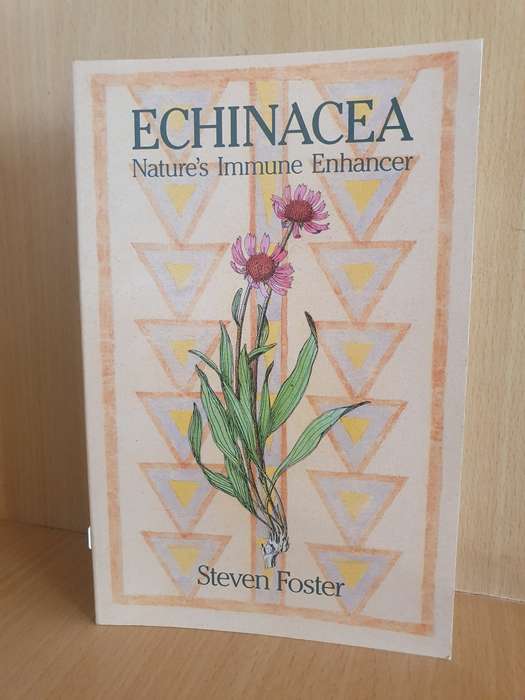 ECHINACEA
Nature's Immune Enhancer
Steven Foster